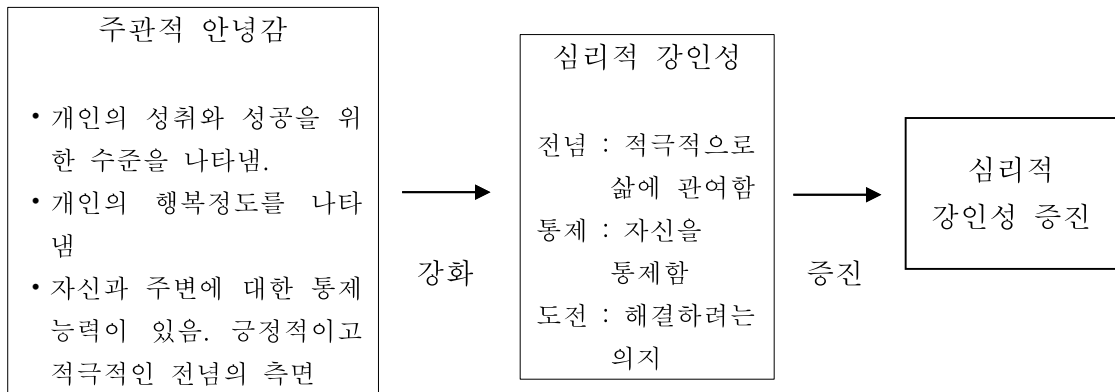 주관적 안녕감
• 개인의 성취와 성공을 위
한 수준을 나타냄.
• 개인의 행복정도를 나타
냄
• 자신과 주변에 대한 통제
능력이 있음. 긍정적이고
적극적인 전념의 측면
강화
심리적 강인성
전념 : 적극적으로
삶에 관여함
통제 : 자신을
통제함
도전 : 해결하려는
의지
증진
심리적
강인성 증진